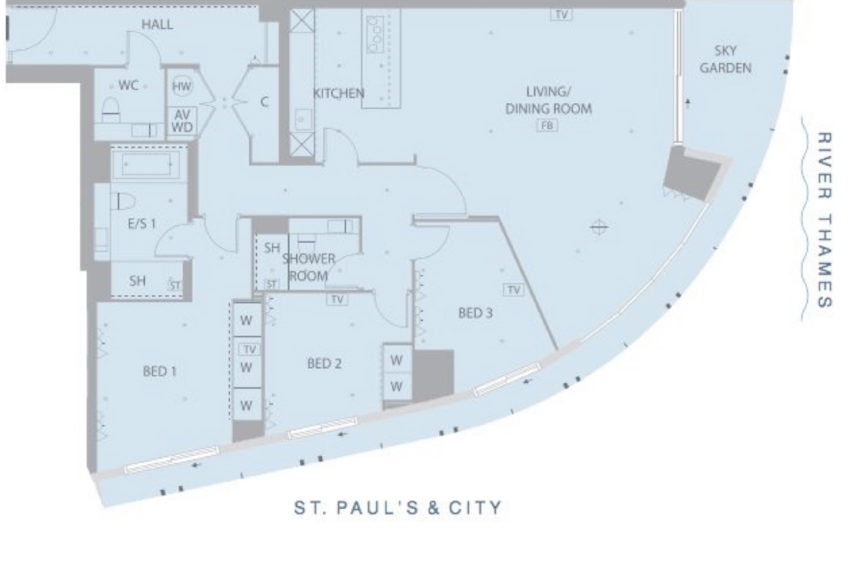 HALL
WC
HW
AV
WD
C
KITCHEN
TV
LIVING/
DINING ROOM
FB
SKY
GARDEN
RIVER THAMES
E/S 1
SH
ST
SH
ST
SHOWER
ROOM
BED 1
W
TV
W
W
TV
BED 2
W
W
BED 3
TV
ST. PAUL'S & CITY